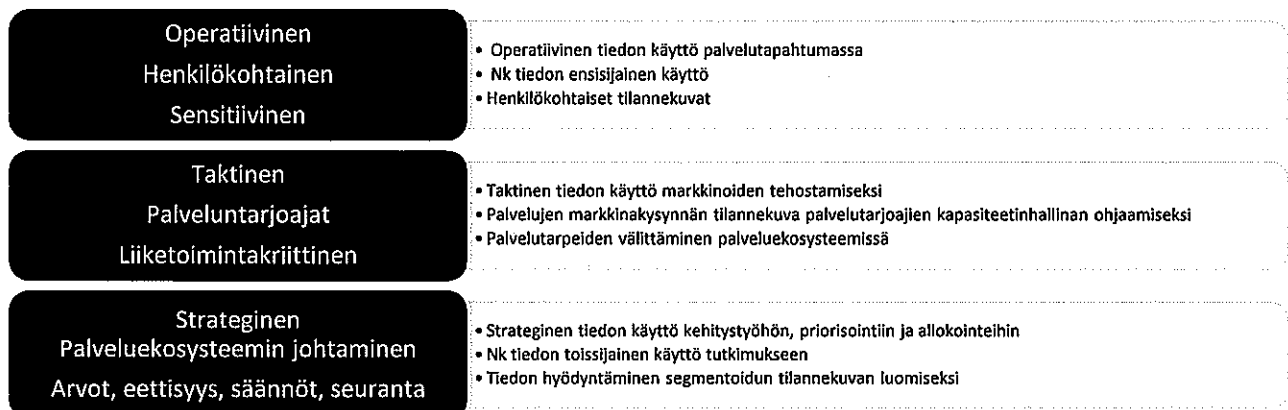 Operatiivinen
Henkilökohtainen
Sensitiivinen
• Operatiivinen tiedon käyttö palvelutapahtumassa
• Nk tiedon ensisijainen käyttö
• Henkilökohtaiset tilannekuvat
Taktinen
Palveluntarjoajat
Liiketoimintakriittinen
• Taktinen tiedon käyttö markkinoiden tehostamiseksi
• Palvelujen markkinakysynnän tilannekuva palvelutarjoajien kapasiteetinhallinan ohjaamiseksi
• Palvelutarpeiden välittäminen palveluekosysteemissä
Strateginen
Palveluekosysteemin johtaminen
Arvot, eettisyys, säännöt, seuranta
• Strateginen tiedon käyttö kehitystyöhön, priorisointiin ja allokointeihin
• Nk tiedon toissijainen käyttö tutkimukseen
• Tiedon hyödyntäminen segmentoidun tilannekuvan luomiseksi